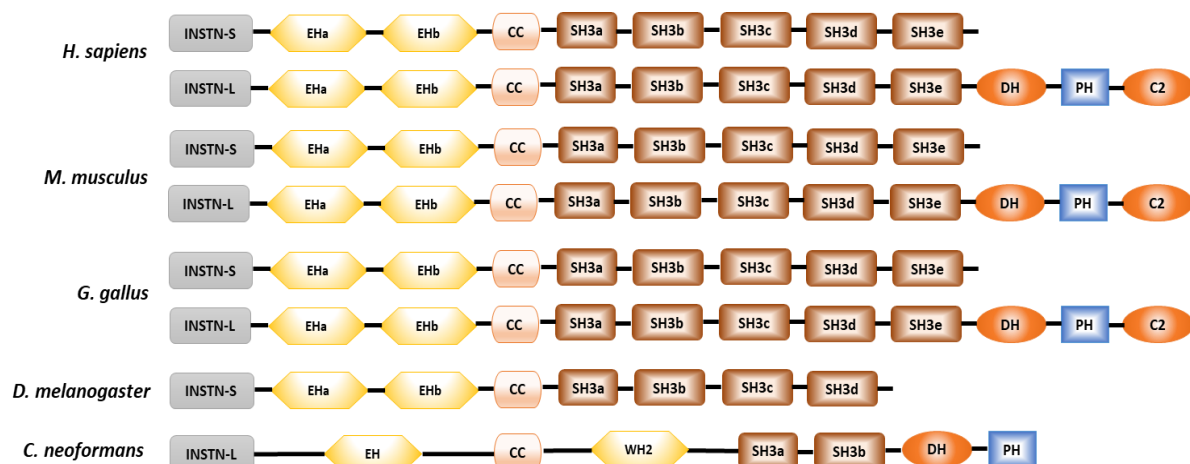 H. sapiens
INSTN-S EHa EHb CC SH3a SH3b SH3c SH3d SH3e
INSTN-L EHa EHb CC SH3a SH3b SH3c SH3d SH3e DH PH C2
M. musculus
INSTN-S EHa EHb CC SH3a SH3b SH3c SH3d SH3e
INSTN-L EHa EHb CC SH3a SH3b SH3c SH3d SH3e DH PH C2
G. gallus
INSTN-S EHa EHb CC SH3a SH3b SH3c SH3d SH3e
INSTN-L EHa EHb CC SH3a SH3b SH3c SH3d SH3e DH PH C2
D. melanogaster INSTN-S EHa EHb CC SH3a SH3b SH3c SH3d
C. neoformans INSTN-L EH CC WH2 SH3a SH3b DH PH